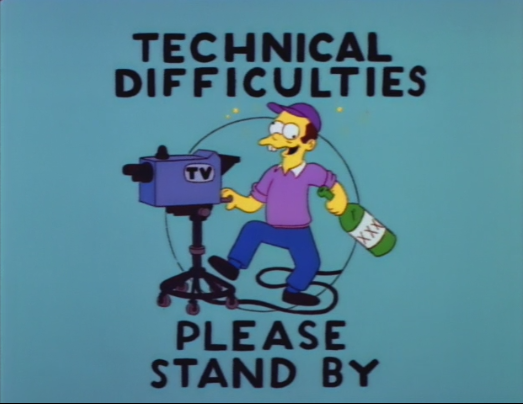 TECHNICAL
DIFFICULTIES
TV
XXX
PLEASE
STAND BY